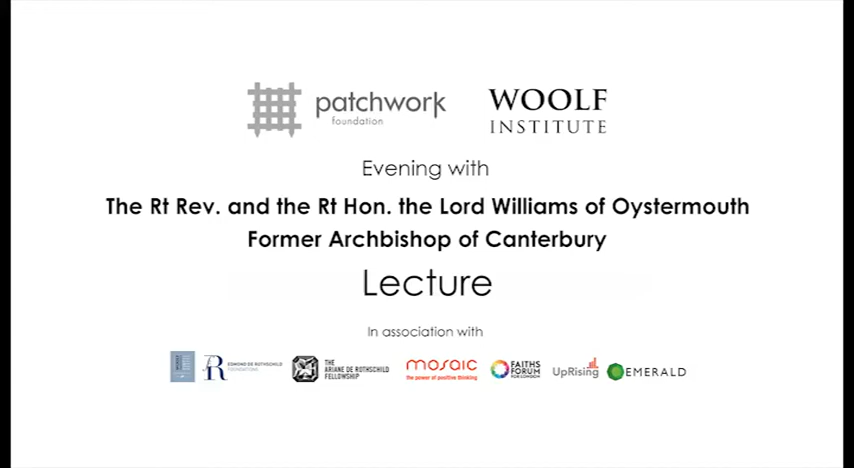 patchwork
foundation
WOOLF
INSTITUTE
Evening with
The Rt Rev. and the Rt Hon. the Lord Williams of Oystermouth
Former Archbishop of Canterbury
Lecture
In association with
EDMOND DE ROTHSCHILD
FOUNDATIONS
THE
ARIANE DE ROTHSCHILD
FELLOWSHIP
mosaic
the power of positive thinking
FAITHS
FORUM
FOR LONDON
UpRising
EMERALD